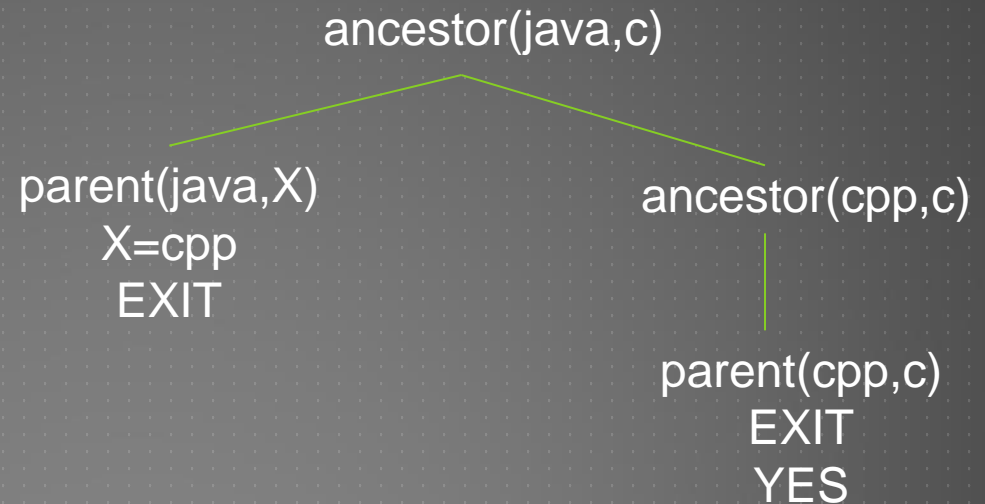 ancestor(java,c)
parent(java,X)
X=cpp
EXIT
ancestor(cpp,c)
parent(cpp,c)
EXIT
YES